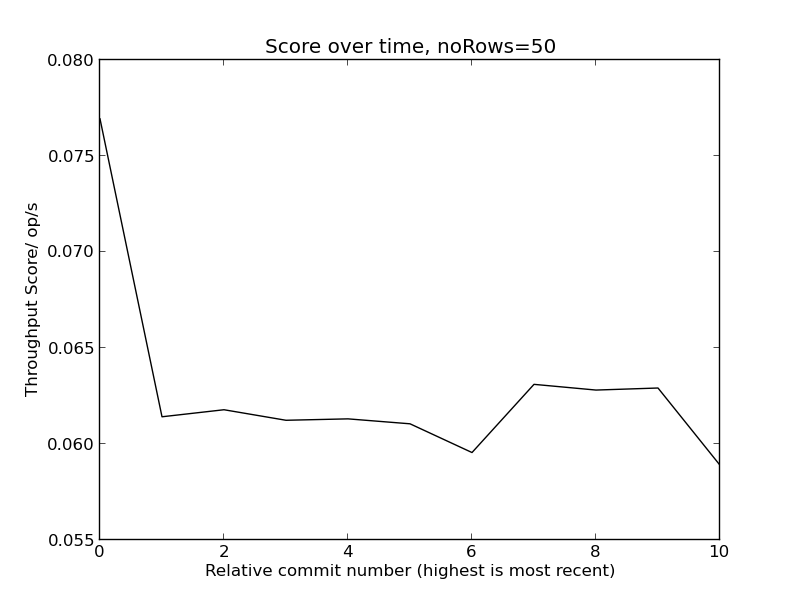 Score over time, noRows=50
0.080
0.075
0.070
0.065
0.060
0.055
Throughput Score/ op/s
0 2 4 6 8 10
Relative commit number (highest is most recent)